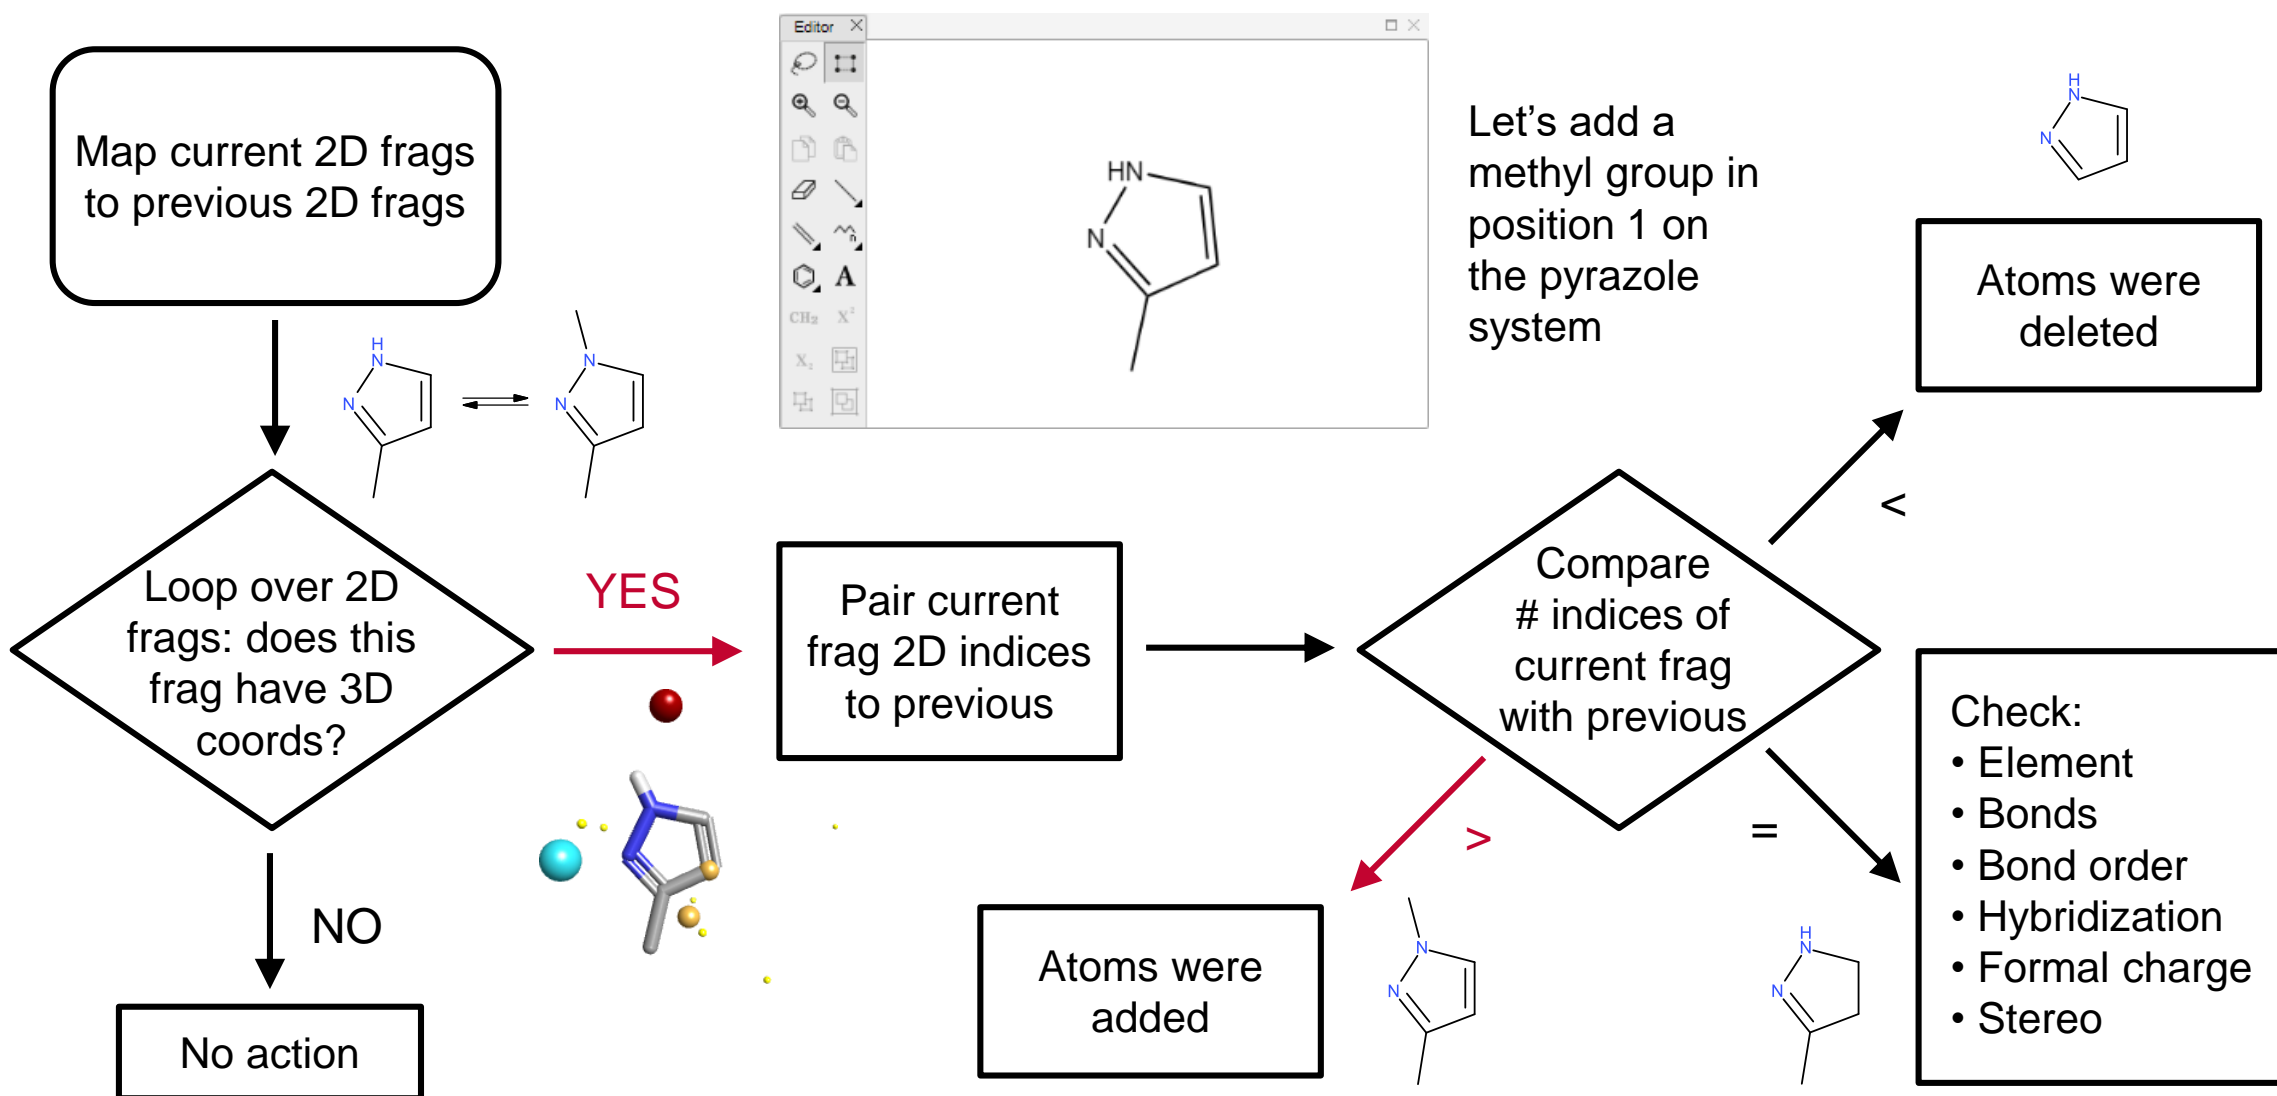 Map current 2D frags
to previous 2D frags
Editor
CH₂
X²
X₂
n
A
HN
N
Let's add a
methyl group in
position 1 on
the pyrazole
system
H
N
N
Atoms were
deleted
H
N
N
N
N
<
Loop over 2D
frags: does this
frag have 3D
coords?
YES
Pair current
frag 2D indices
to previous
Compare
# indices of
current frag
with previous
Check:
• Element
• Bonds
• Bond order
• Hybridization
• Formal charge
• Stereo
>
=
NO
No action
Atoms were
added
N
N
H
N
N